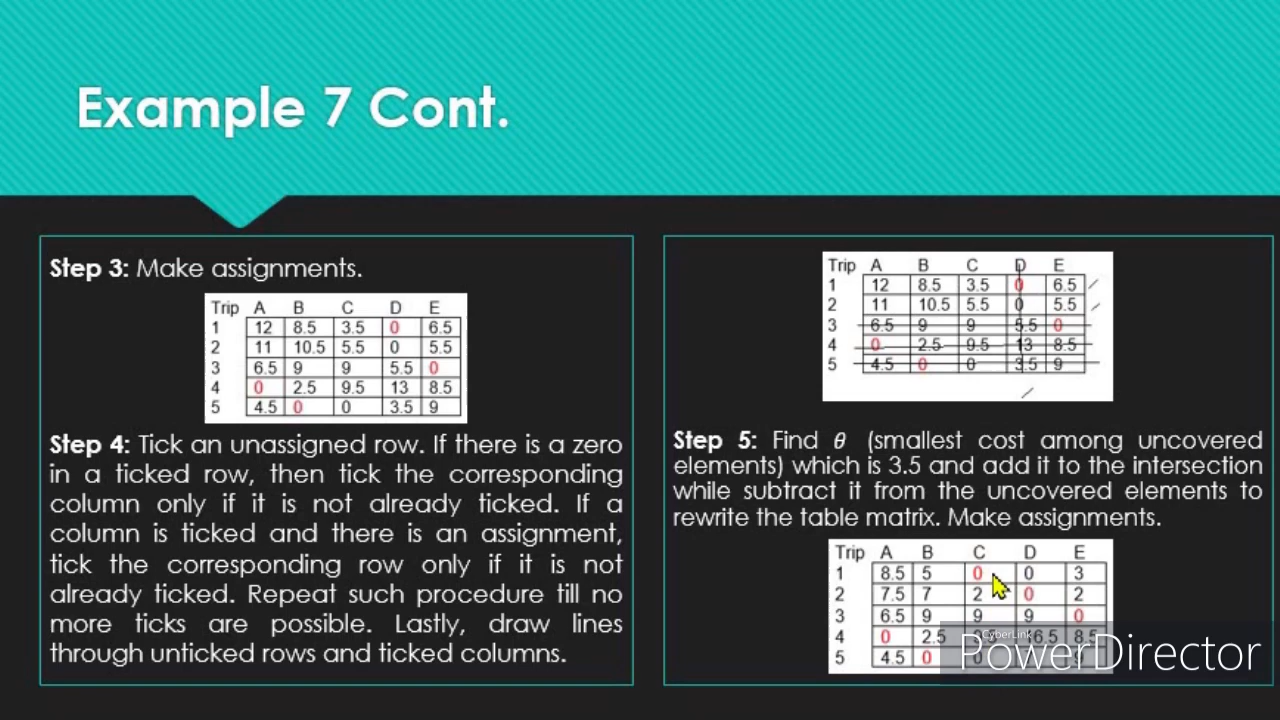 Example 7 Cont.
Step 3: Make assignments.
Trip A B C D E
1 12 8.5 3.5 0 6.5
2 11 10.5 5.5 0 5.5
3 6.5 9 9 5.5 0
4 0 2.5 9.5 13 8.5
5 4.5 0 0 3.5 9
Step 4: Tick an unassigned row. If there is a zero
in a ticked row, then tick the corresponding
column only if it is not already ticked. If a
column is ticked and there is an assignment,
tick the corresponding row only if it is not
already ticked. Repeat such procedure till no
more ticks are possible. Lastly, draw lines
through unticked rows and ticked columns.
Trip A B C D E
1 12 8.5 3.5 0 6.5
2 11 10.5 5.5 0 5.5
3 6.5 9 9 5.5 0
4 0 2.5 9.5 13 8.5
5 4.5 0 0 3.5 9
Step 5: Find θ (smallest cost among uncovered
elements) which is 3.5 and add it to the intersection
while subtract it from the uncovered elements to
rewrite the table matrix. Make assignments.
Trip A B C D E
1 8.5 5 0 0 3
2 7.5 7 2 0 2
3 6.5 9 9 9 0
4 0 2.5 8.5
5 4.5 0 0 9
CyberLink
PowerDirector